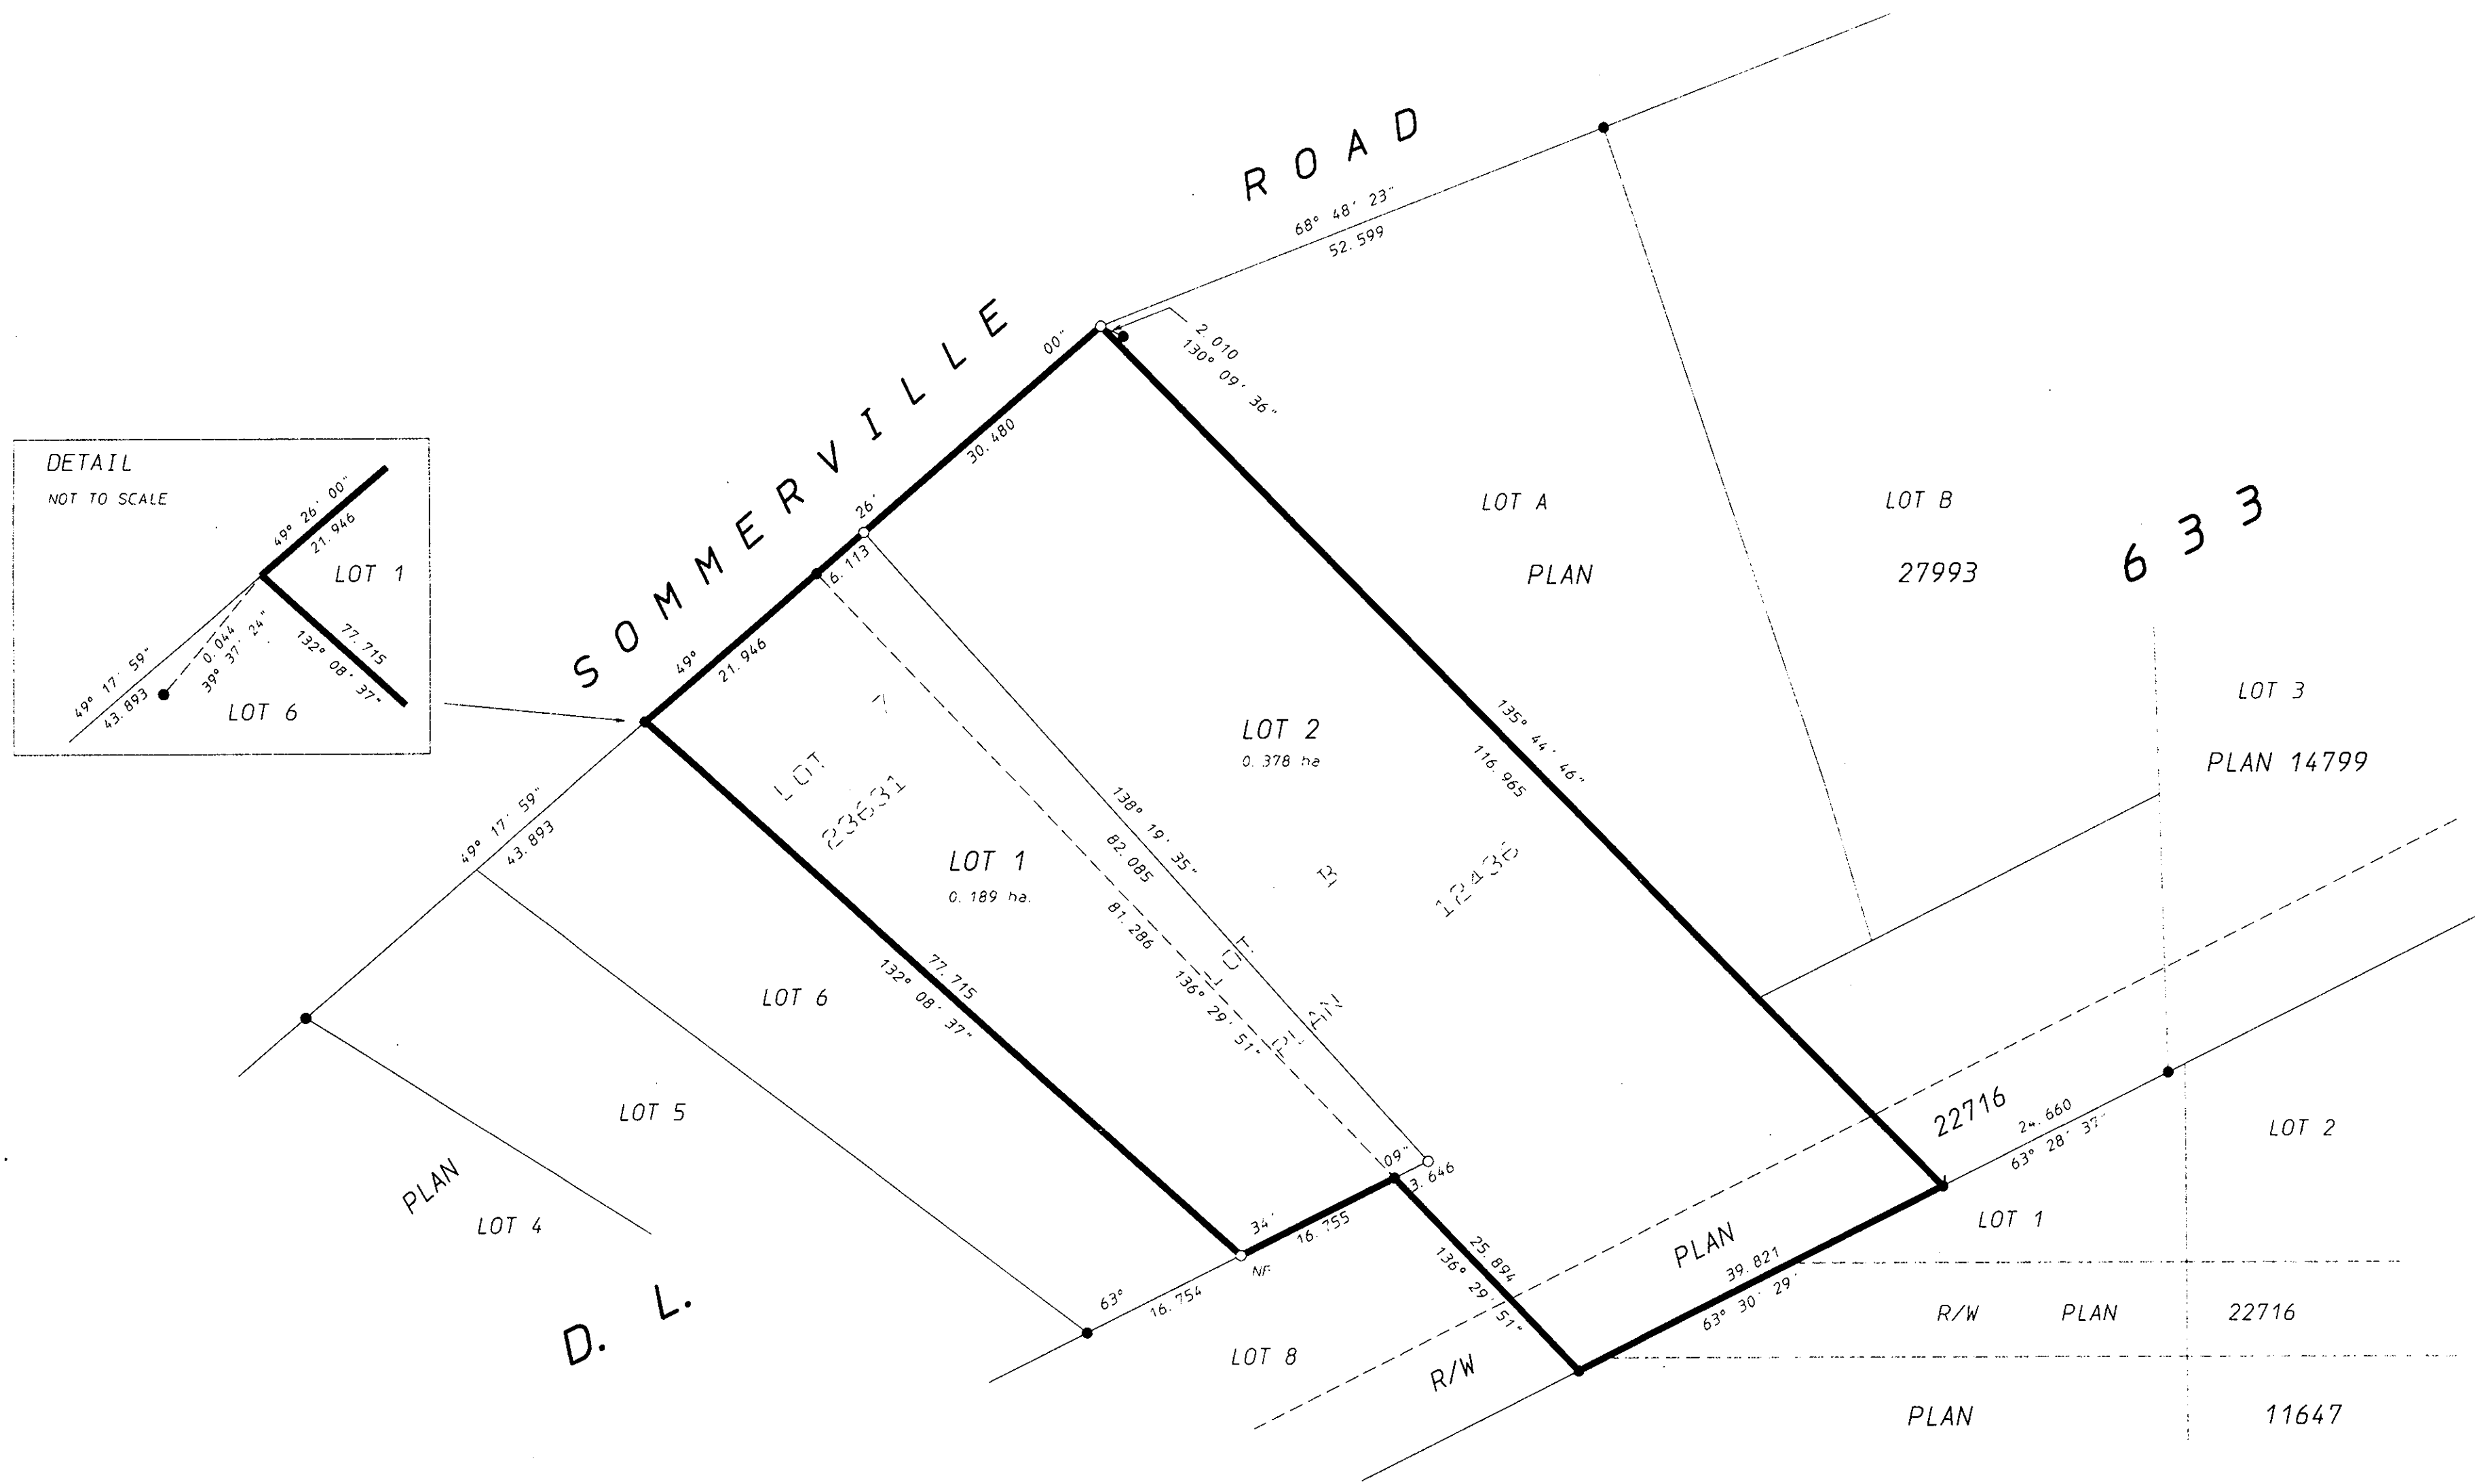 SOMMERVILLE ROAD
68° 48' 23"
52.599
2.010
130° 09' 36"
00"
30.480
26'
6.113
49°
21.946
DETAIL
NOT TO SCALE
49° 26' 00"
21.946
LOT 1
77.715
132° 08' 37"
0.044
39° 37' 24"
49° 17' 59"
43.893
LOT 6
LOT A
LOT B
PLAN
27993
633
LOT 3
PLAN 14799
LOT 2
0.378 ha
135° 44' 46"
116.965
LOT 7
23631
138° 19' 35"
82.085
LOT 1
0.189 ha.
81.286
136° 29' 51"
LOT B
PLAN
12436
49° 17' 59"
43.893
77.715
132° 08' 37"
LOT 6
LOT 5
PLAN
LOT 4
D. L.
09"
3.646
34'
16.755
NF
63°
16.754
LOT 8
25.894
136° 29' 51"
R/W
PLAN
22716
39.821
63° 30' 29"
24.660
63° 28' 37"
LOT 2
LOT 1
R/W PLAN 22716
PLAN 11647